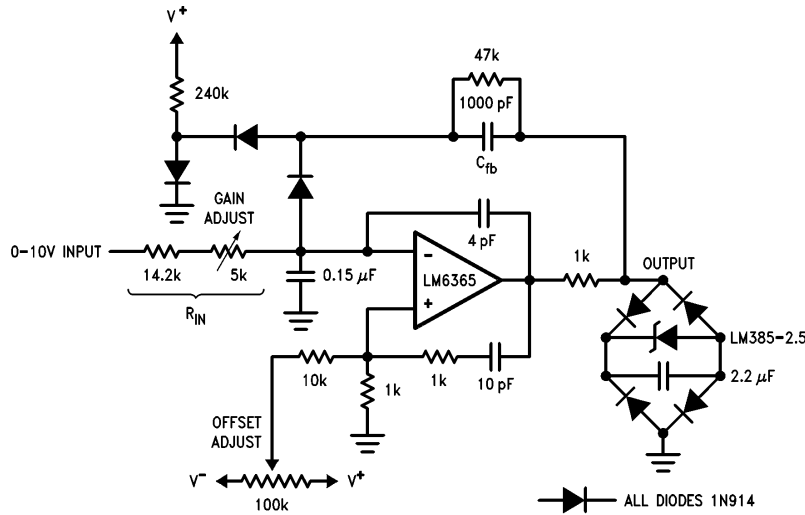 V+
47k
240k
1000 pF
Cfb
GAIN
ADJUST
4 pF
0–10V INPUT
14.2k
5k
0.15 μF
LM6365
−
+
1k
OUTPUT
RIN
LM385–2.5
10k
1k
1k
10 pF
2.2 μF
OFFSET
ADJUST
V−
V+
100k
ALL DIODES 1N914